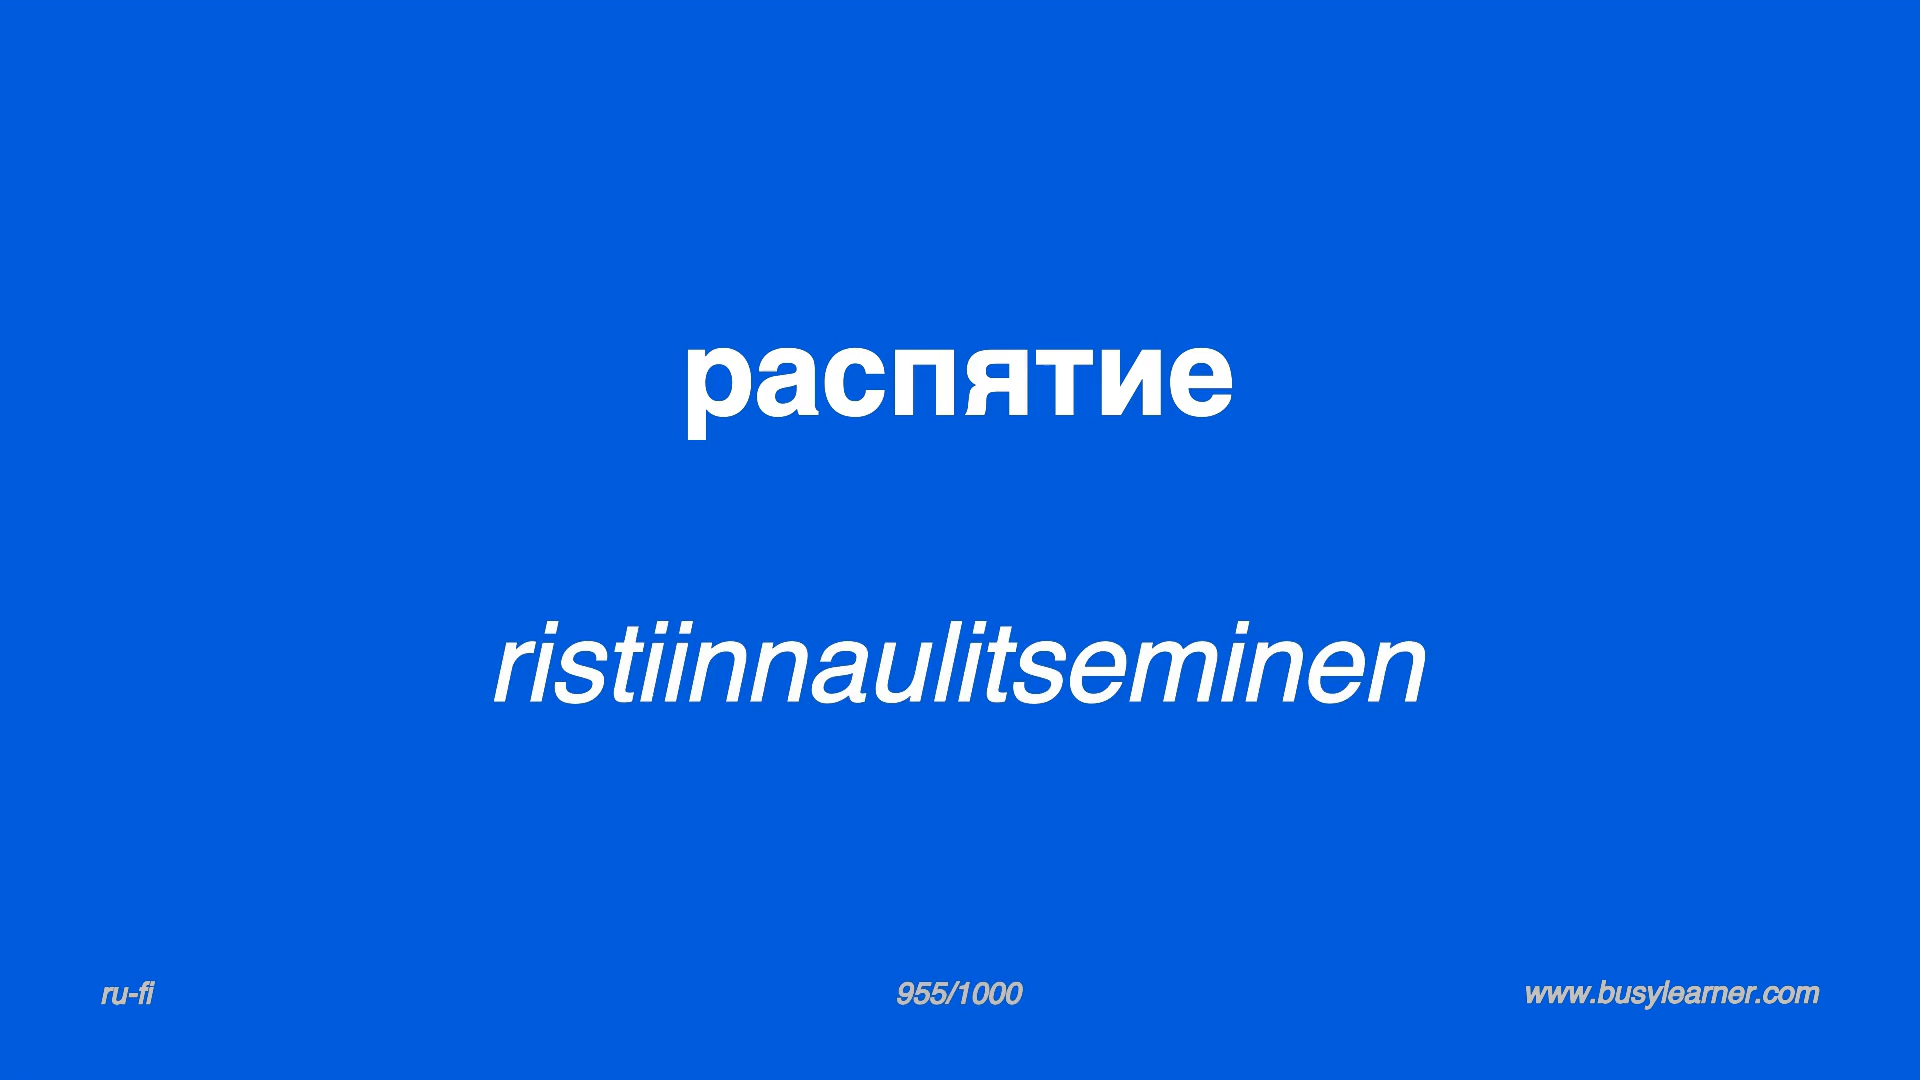 распятие
ristiinnaulitseminen
ru-fi
955/1000
www.busylearner.com